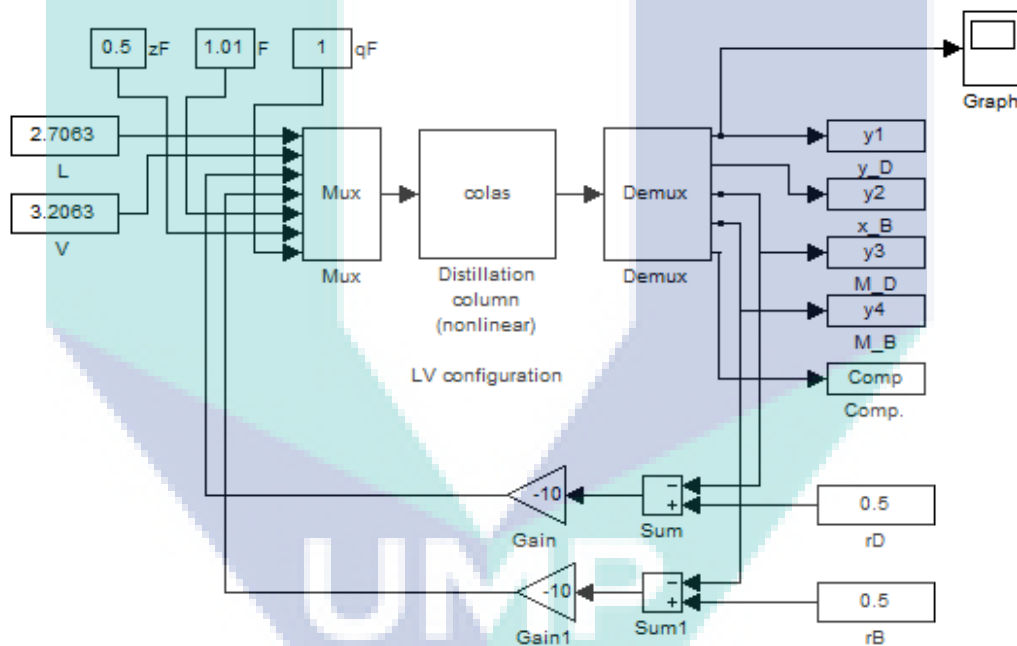 0.5 zF 1.01 F 1 qF
Graph
2.7063
L
3.2063
V
Mux
Mux
colas
Distillation
column
(nonlinear)
LV configuration
Demux
Demux
y1
y_D
y2
x_B
y3
M_D
y4
M_B
Comp
Comp.
-10
Gain
−
+
Sum
0.5
rD
-10
Gain1
−
+
Sum1
0.5
rB
UMP